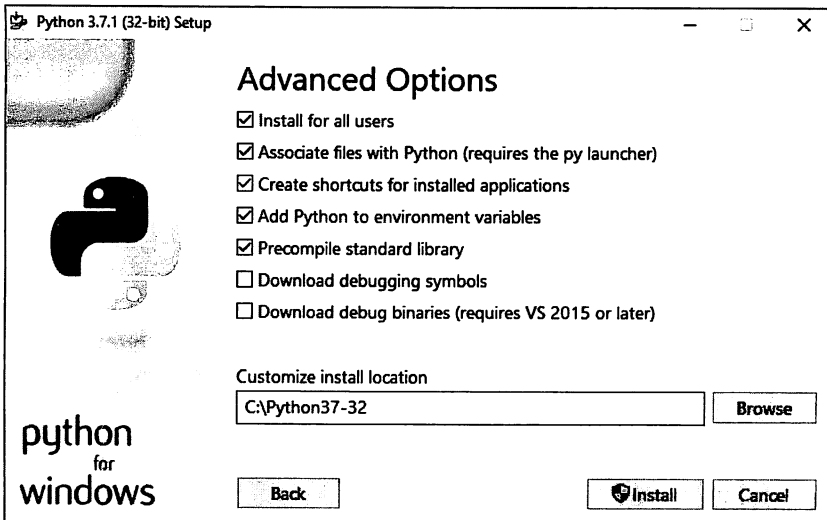 Python 3.7.1 (32-bit) Setup
Advanced Options
Install for all users
Associate files with Python (requires the py launcher)
Create shortcuts for installed applications
Add Python to environment variables
Precompile standard library
Download debugging symbols
Download debug binaries (requires VS 2015 or later)
Customize install location
C:\Python37-32
Browse
python
for
windows
Back
Install
Cancel